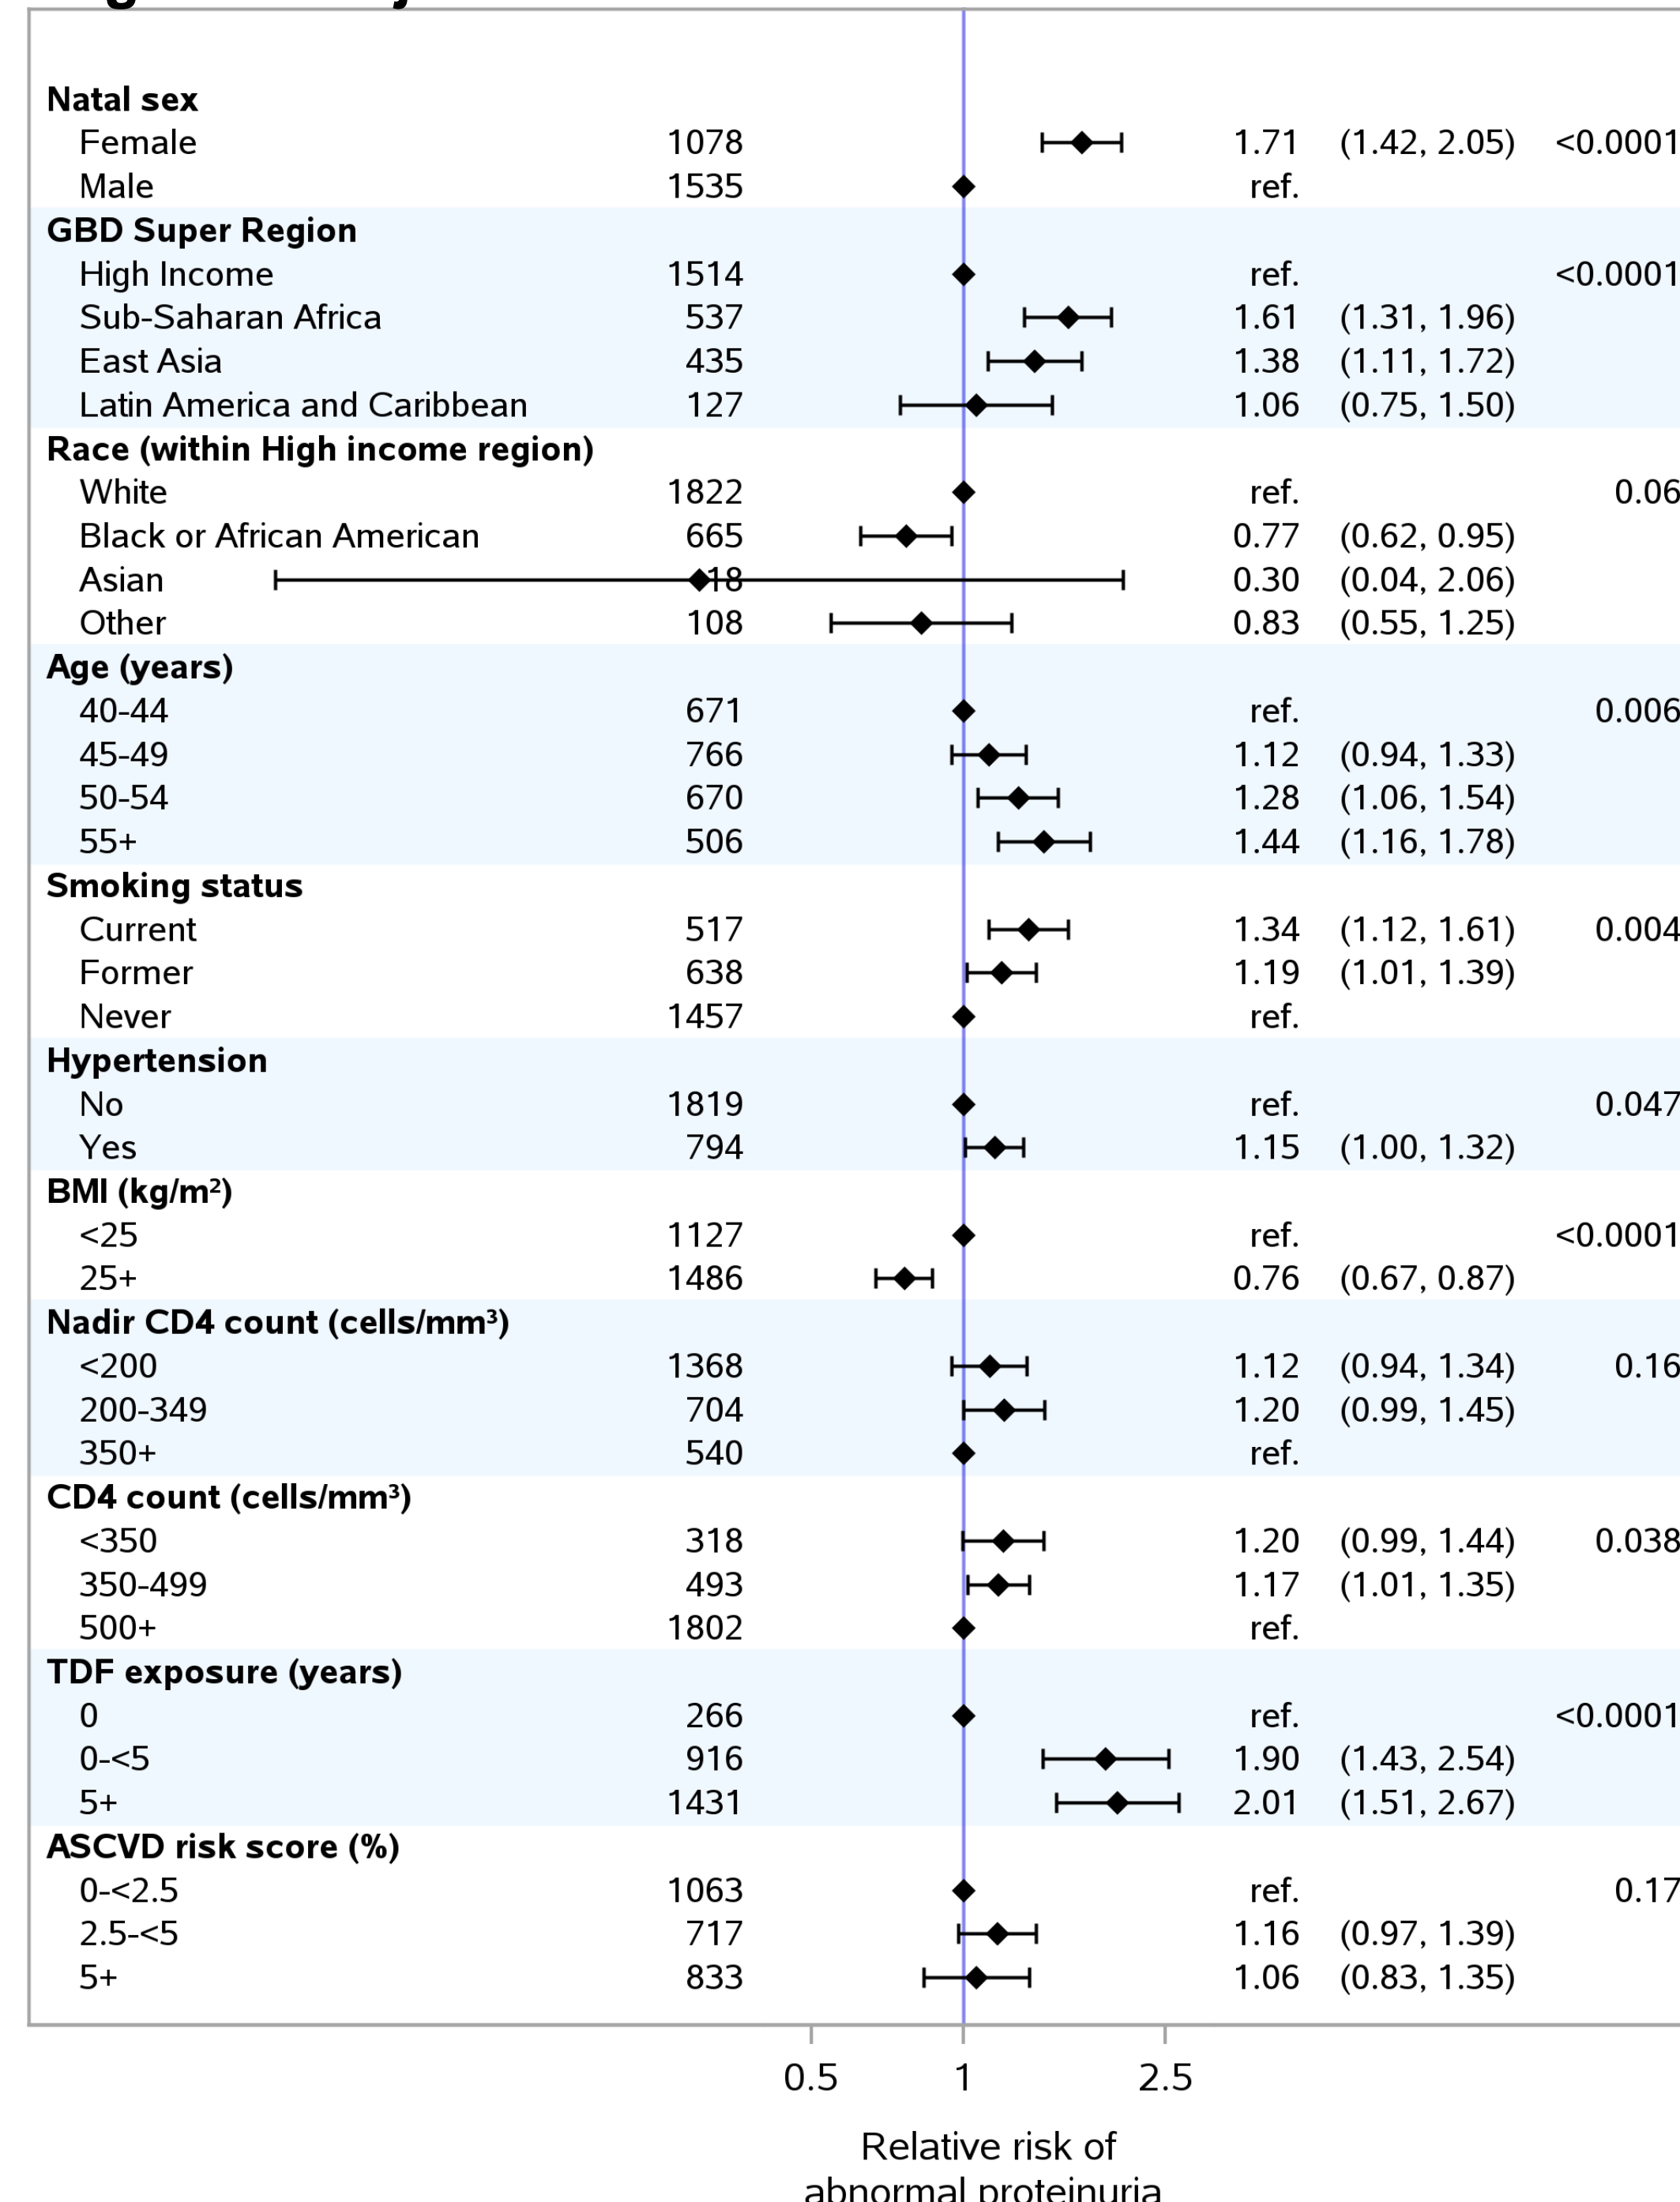 Natal sex
Female 1078 1.71 (1.42, 2.05) <0.0001
Male 1535 ref.
GBD Super Region
High Income 1514 ref. <0.0001
Sub-Saharan Africa 537 1.61 (1.31, 1.96)
East Asia 435 1.38 (1.11, 1.72)
Latin America and Caribbean 127 1.06 (0.75, 1.50)
Race (within High income region)
White 1822 ref. 0.06
Black or African American 665 0.77 (0.62, 0.95)
Asian 18 0.30 (0.04, 2.06)
Other 108 0.83 (0.55, 1.25)
Age (years)
40-44 671 ref. 0.006
45-49 766 1.12 (0.94, 1.33)
50-54 670 1.28 (1.06, 1.54)
55+ 506 1.44 (1.16, 1.78)
Smoking status
Current 517 1.34 (1.12, 1.61) 0.004
Former 638 1.19 (1.01, 1.39)
Never 1457 ref.
Hypertension
No 1819 ref. 0.047
Yes 794 1.15 (1.00, 1.32)
BMI (kg/m²)
<25 1127 ref. <0.0001
25+ 1486 0.76 (0.67, 0.87)
Nadir CD4 count (cells/mm³)
<200 1368 1.12 (0.94, 1.34) 0.16
200-349 704 1.20 (0.99, 1.45)
350+ 540 ref.
CD4 count (cells/mm³)
<350 318 1.20 (0.99, 1.44) 0.038
350-499 493 1.17 (1.01, 1.35)
500+ 1802 ref.
TDF exposure (years)
0 266 ref. <0.0001
0-<5 916 1.90 (1.43, 2.54)
5+ 1431 2.01 (1.51, 2.67)
ASCVD risk score (%)
0-<2.5 1063 ref. 0.17
2.5-<5 717 1.16 (0.97, 1.39)
5+ 833 1.06 (0.83, 1.35)
0.5 1 2.5
Relative risk of
abnormal proteinuria